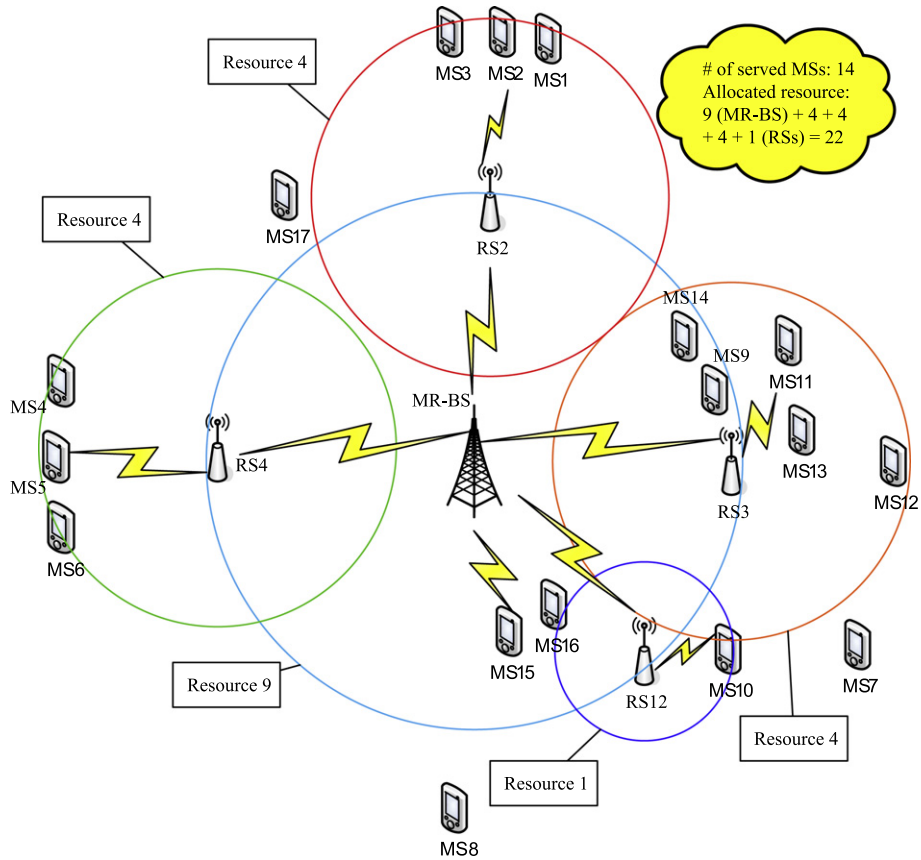 MS3
MS2
MS1
Resource 4
# of served MSs: 14
Allocated resource:
9 (MR-BS) + 4 + 4
+ 4 + 1 (RSs) = 22
Resource 4
MS17
RS2
MS14
MS9
MS11
MR-BS
MS4
MS5
RS4
MS13
MS12
RS3
MS6
MS16
MS15
RS12
MS10
MS7
Resource 9
Resource 4
Resource 1
MS8